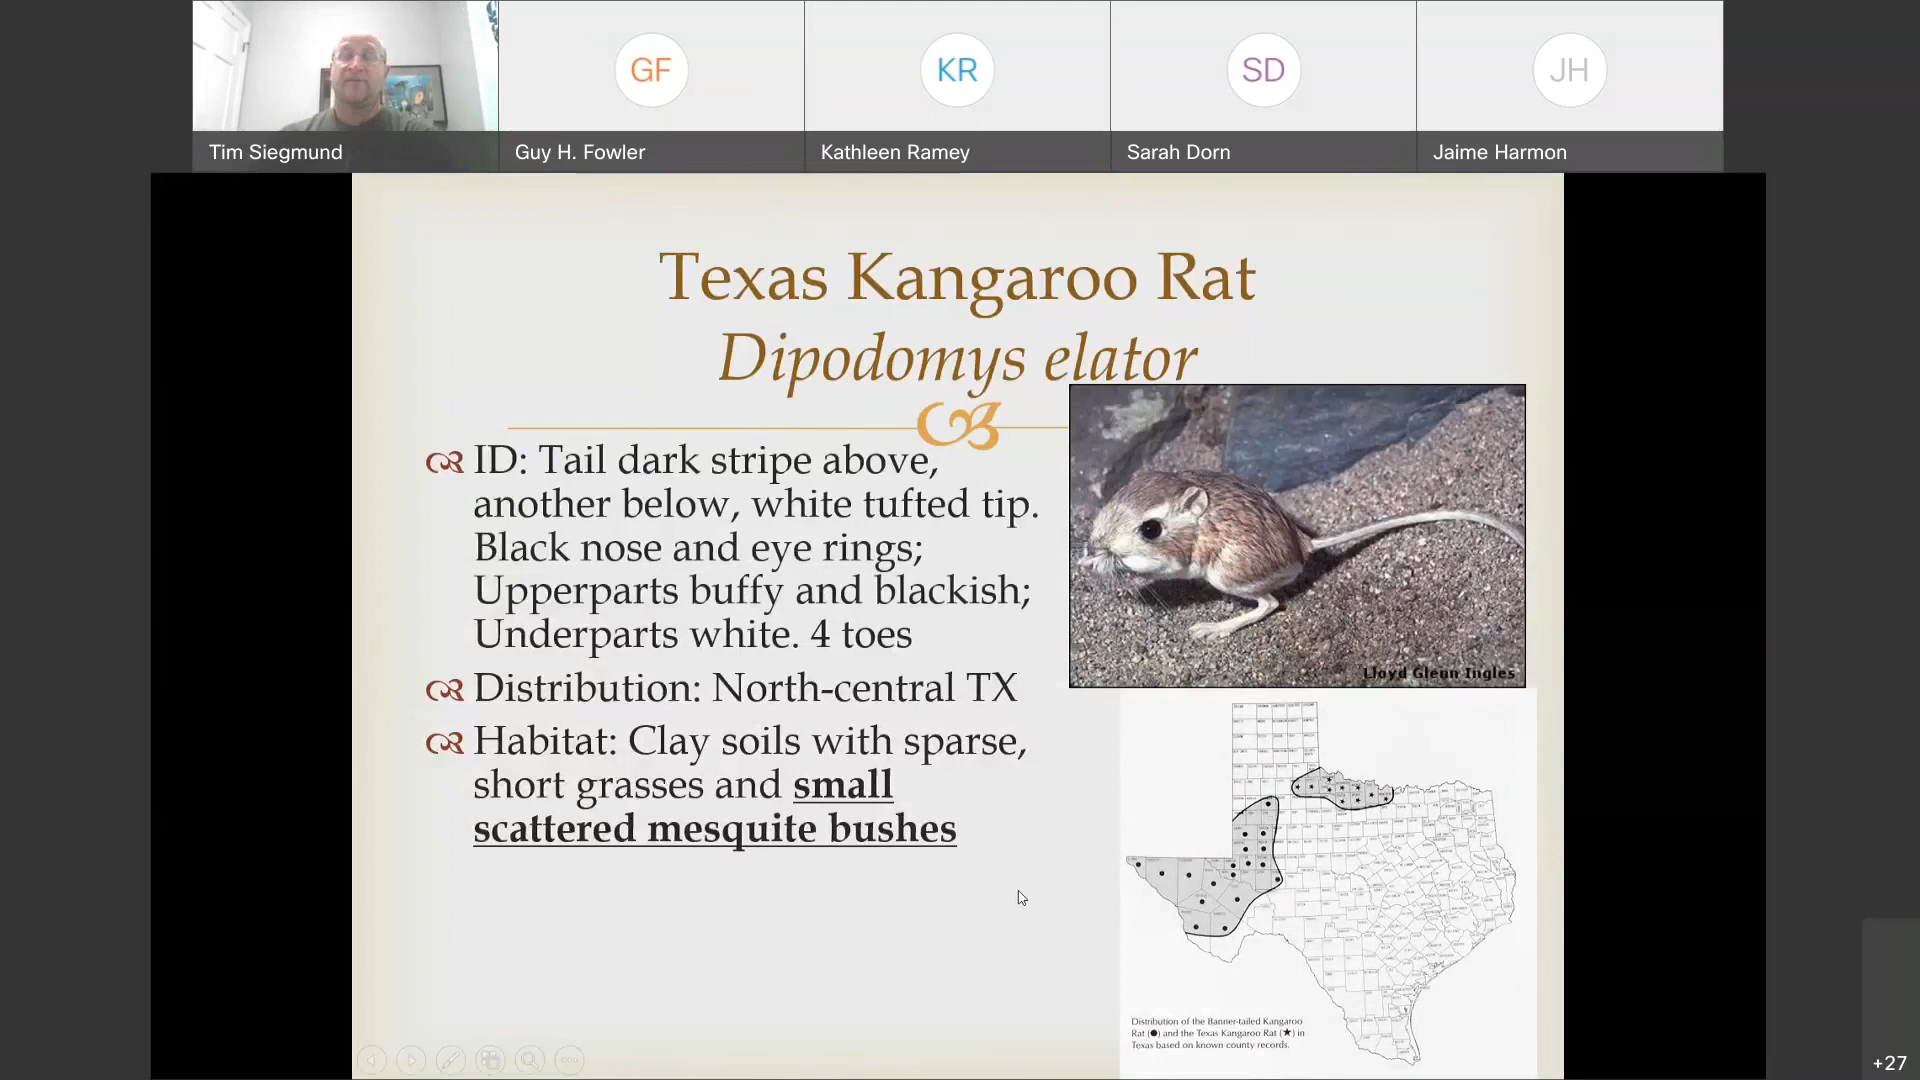 GF
KR
SD
JH
Tim Siegmund
Guy H. Fowler
Kathleen Ramey
Sarah Dorn
Jaime Harmon
Texas Kangaroo Rat
Dipodomys elator
ID: Tail dark stripe above,
another below, white tufted tip.
Black nose and eye rings;
Upperparts buffy and blackish;
Underparts white. 4 toes
Distribution: North-central TX
Habitat: Clay soils with sparse,
short grasses and small
scattered mesquite bushes
Lloyd Glenn Ingles
Distribution of the Banner-tailed Kangaroo
Rat (●) and the Texas Kangaroo Rat (★) in
Texas based on known county records.
+27